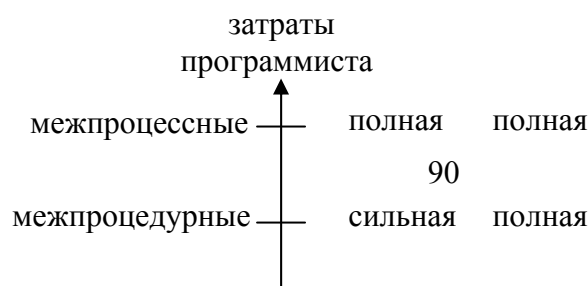 затраты
программиста
межпроцессные полная полная
90
межпроцедурные сильная полная